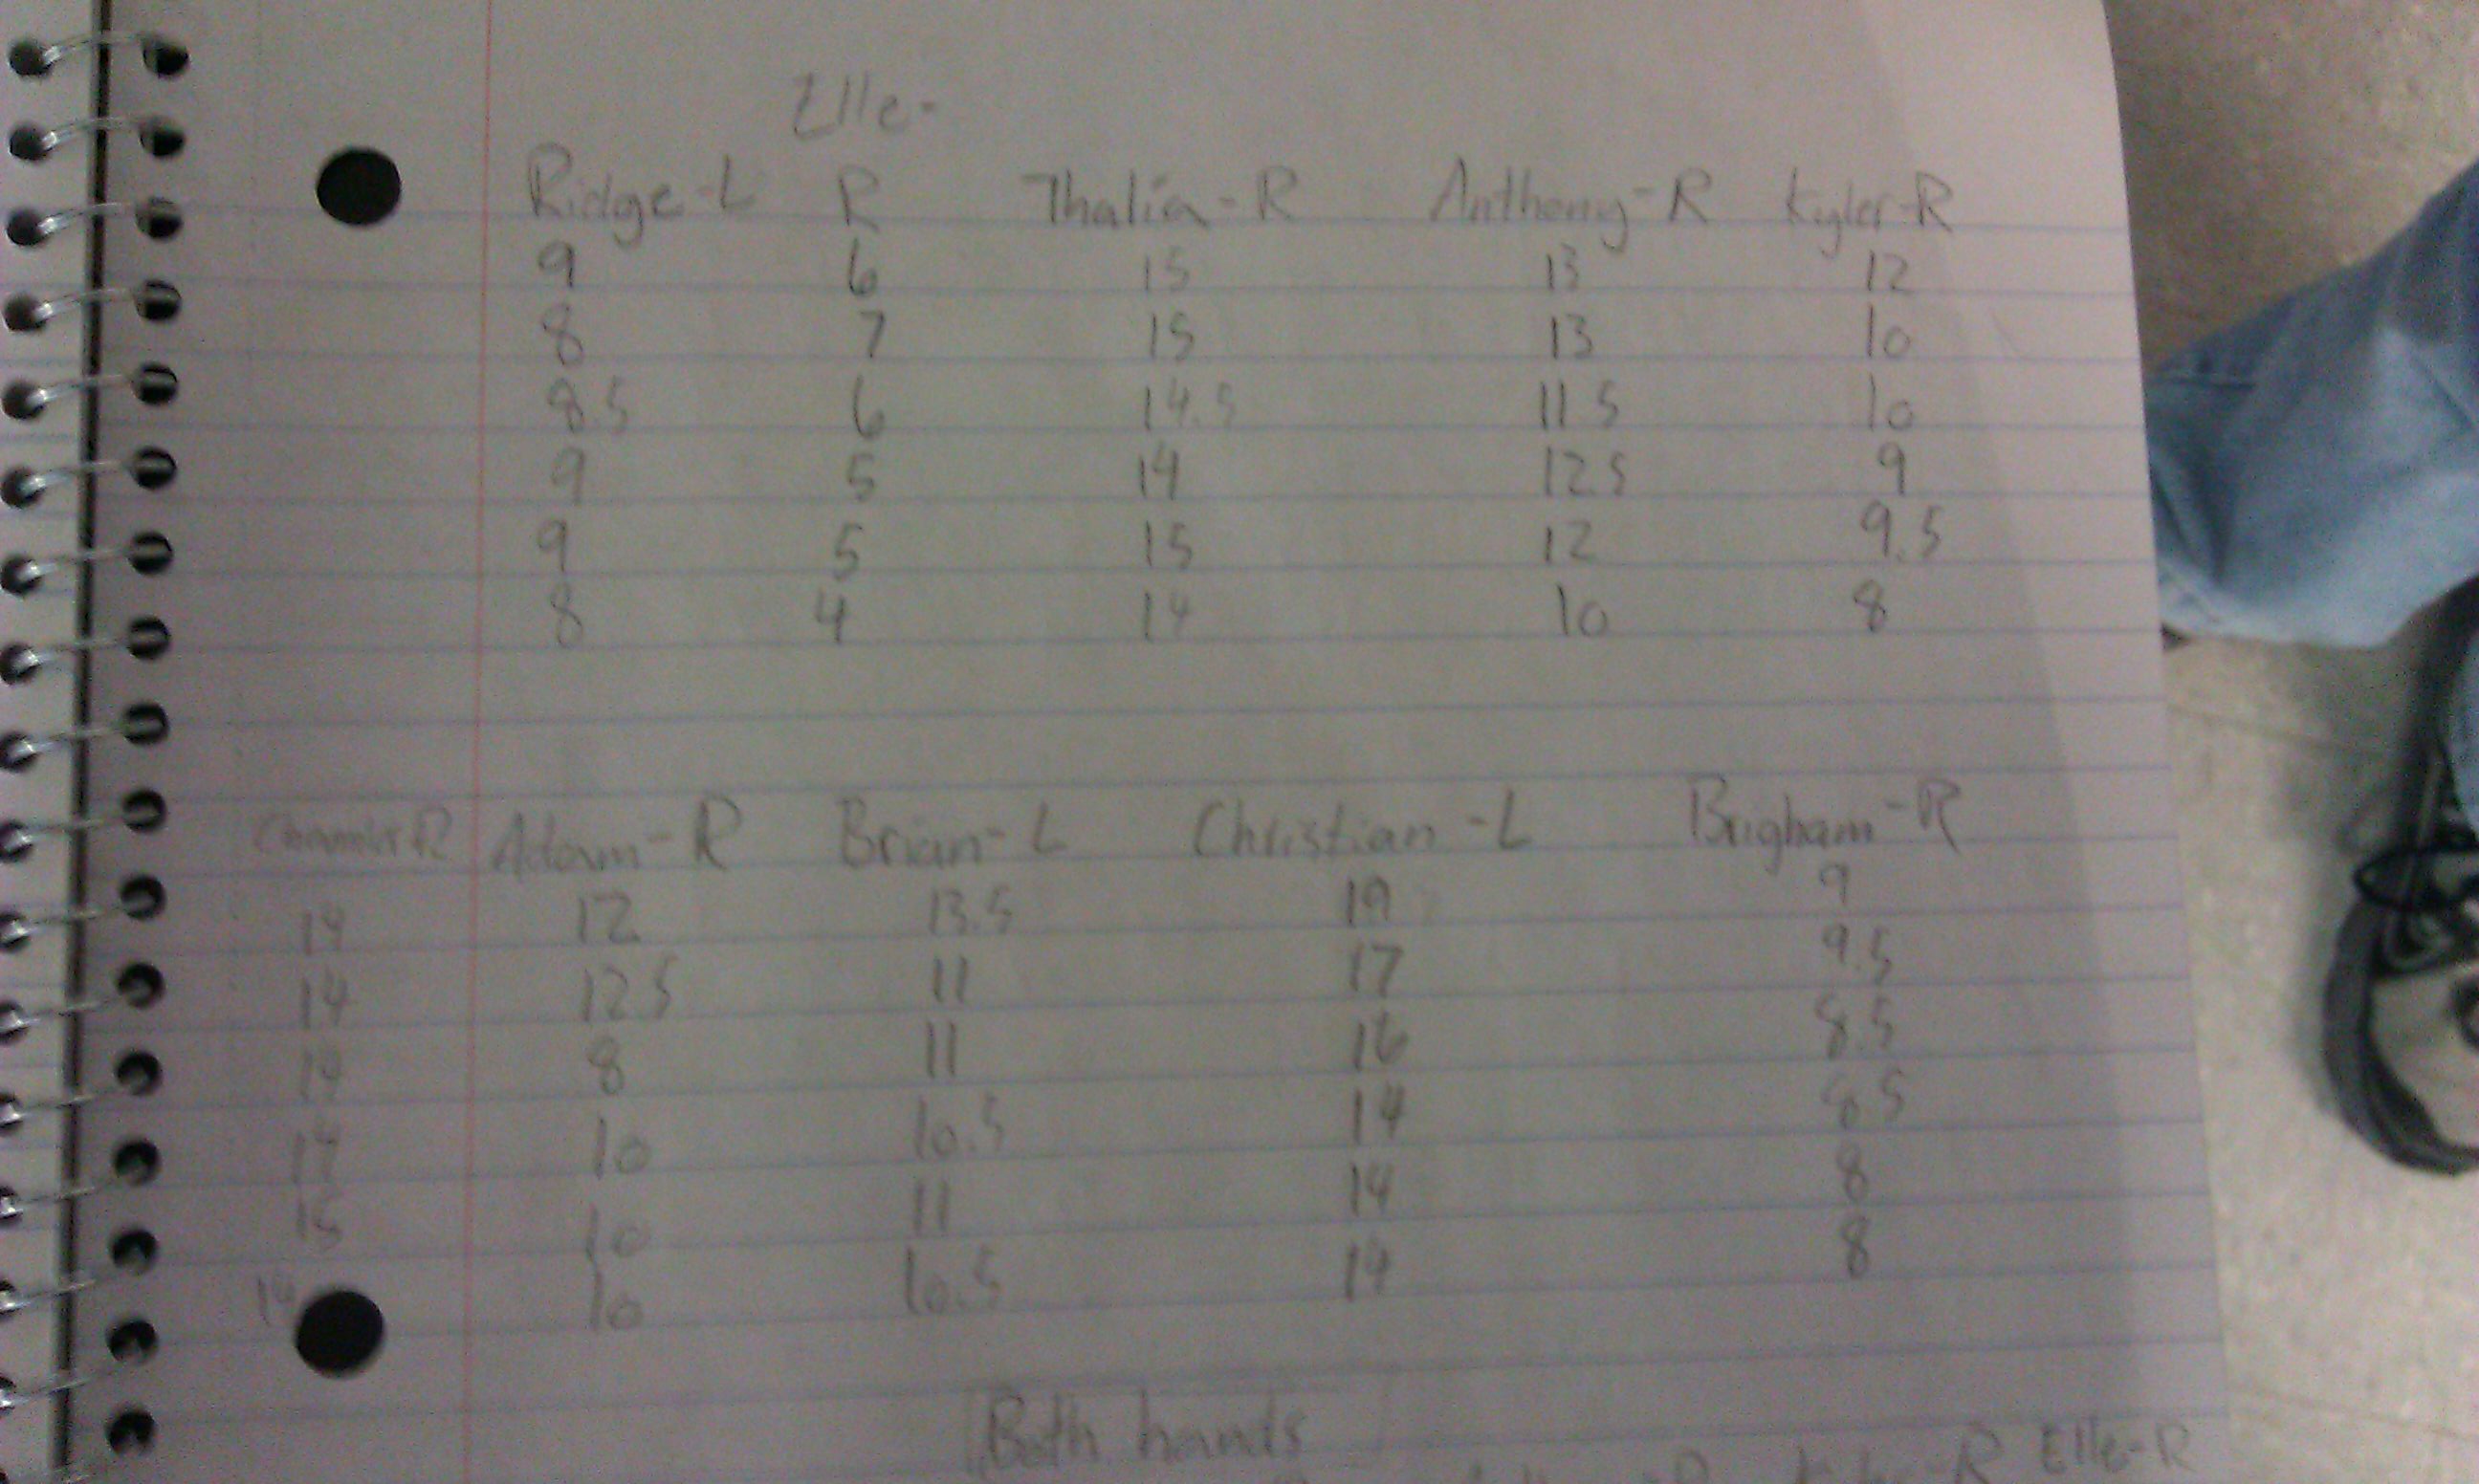 Elle-
Ridge-L R Thalia-R Anthony-R Kyler-R
9 6 15 13 12
8 7 15 13 10
8.5 6 14.5 11.5 10
9 5 14 12.5 9
9 5 15 12 9.5
8 4 14 10 8
Adam-R Brian-L Christian-L Brigham-R
14 12 13.5 19 9
14 12.5 11 17 9.5
14 8 11 16 8.5
14 10 10.5 14 8.5
15 10 11 14 8
14 10 10.5 14 8
Both hands
Elle-R